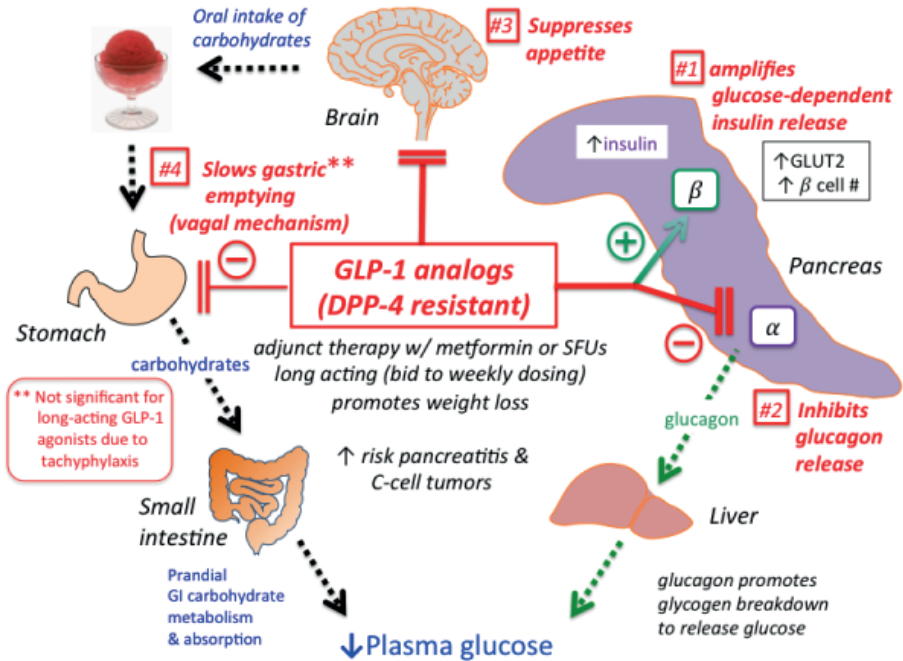 Oral intake of
carbohydrates
#3 Suppresses
appetite
Brain
#1 amplifies
glucose-dependent
insulin release
↑insulin
↑GLUT2
↑ β cell #
β
#4 Slows gastric**
emptying
(vagal mechanism)
+
Pancreas
−
GLP-1 analogs
(DPP-4 resistant)
Stomach
α
−
adjunct therapy w/ metformin or SFUs
long acting (bid to weekly dosing)
promotes weight loss
carbohydrates
** Not significant for
long-acting GLP-1
agonists due to
tachyphylaxis
glucagon
#2 Inhibits
glucagon
release
↑ risk pancreatitis &
C-cell tumors
Small
intestine
Liver
Prandial
GI carbohydrate
metabolism
& absorption
glucagon promotes
glycogen breakdown
to release glucose
↓Plasma glucose